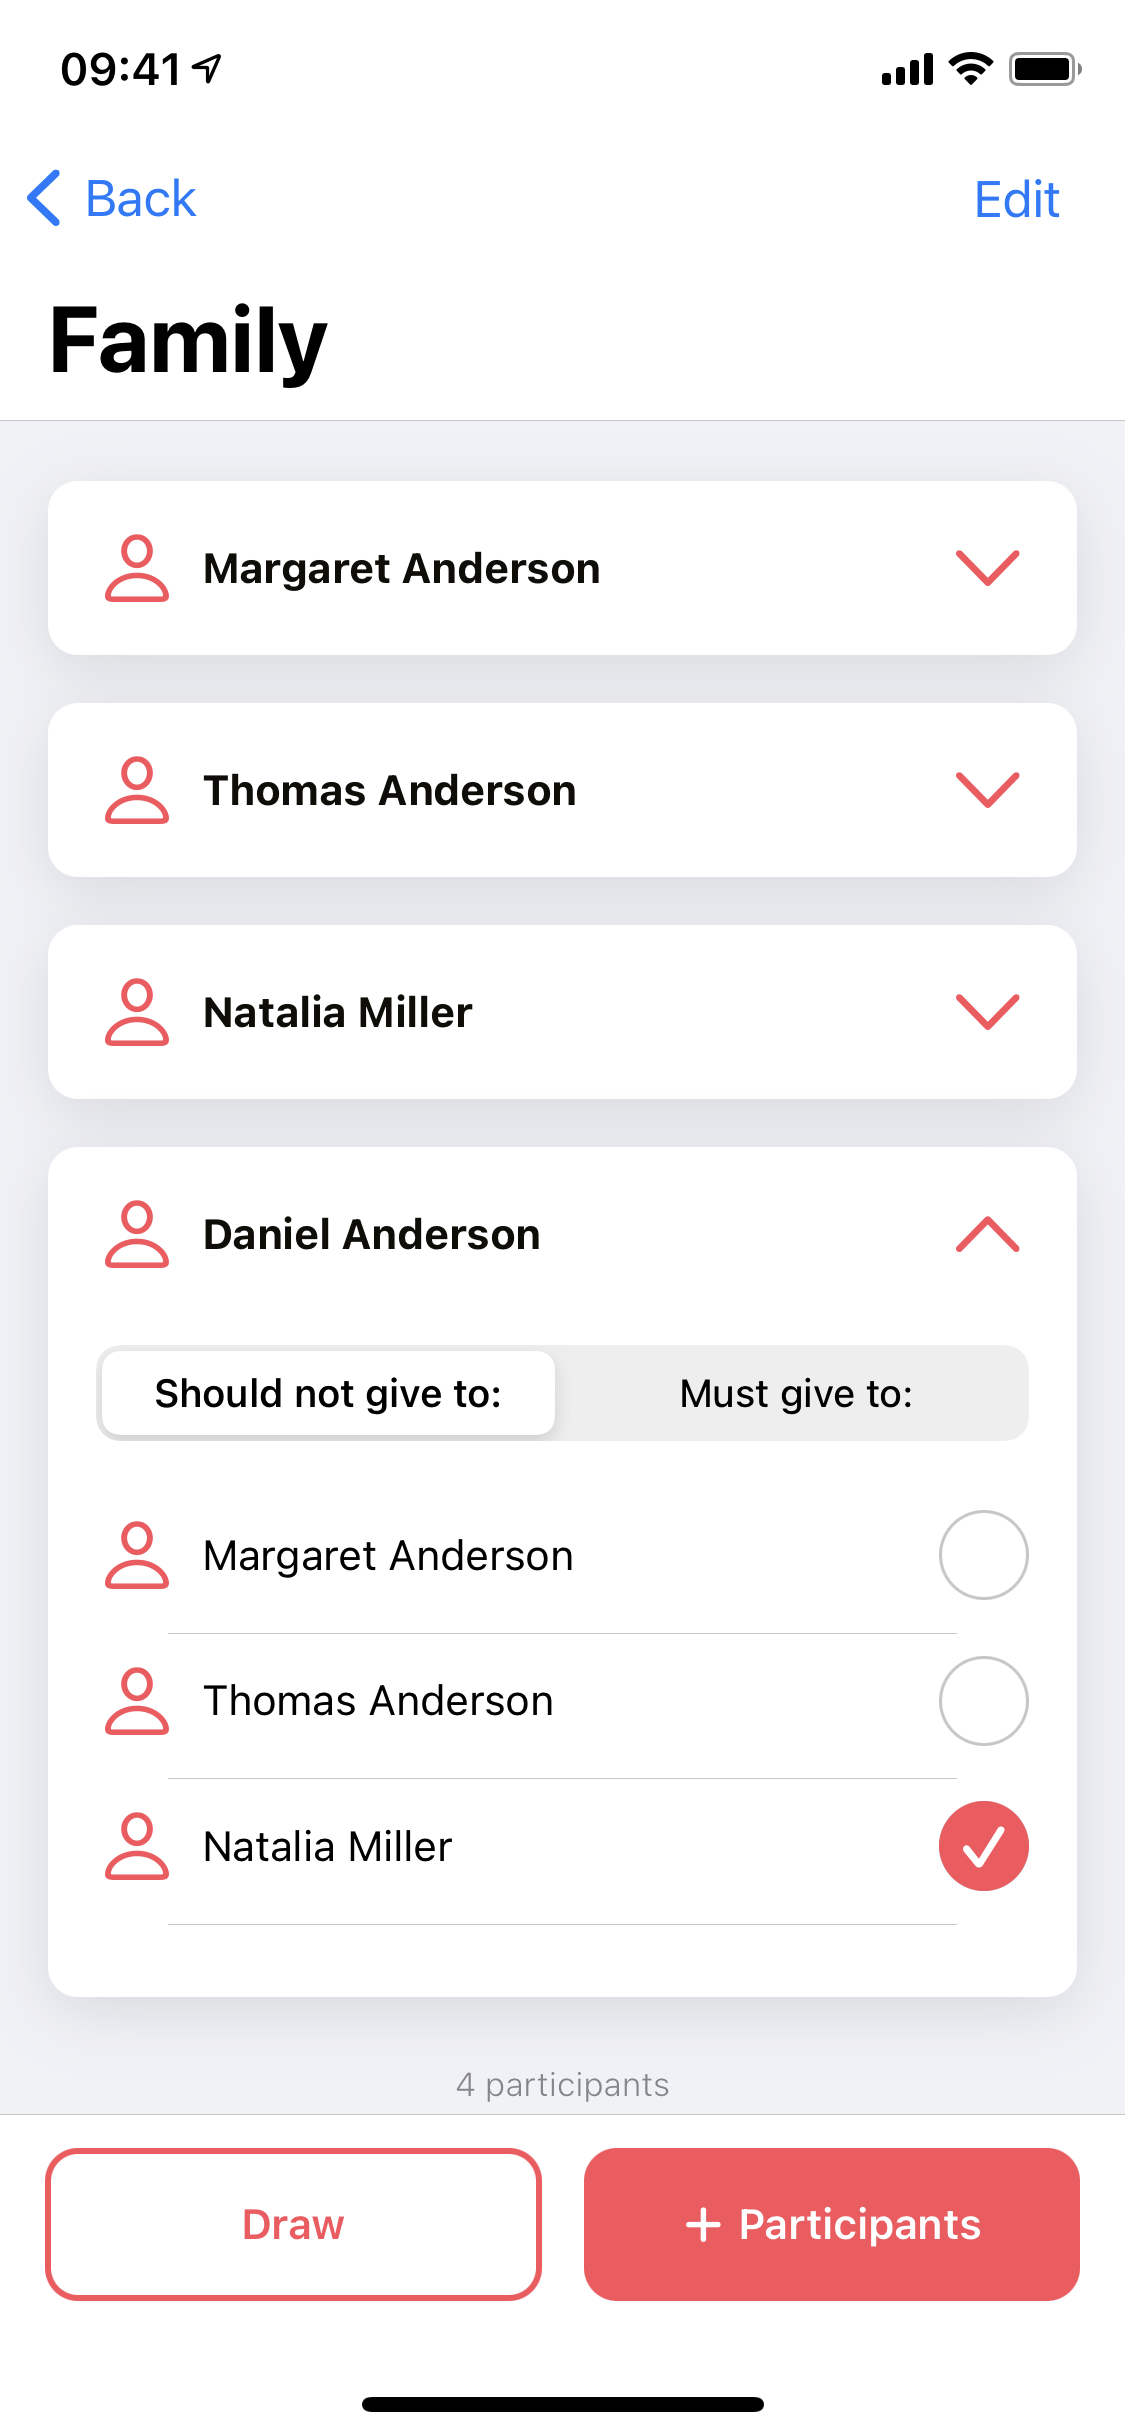 09:41
Back
Edit
Family
Margaret Anderson
Thomas Anderson
Natalia Miller
Daniel Anderson
Should not give to:
Must give to:
Margaret Anderson
Thomas Anderson
Natalia Miller
4 participants
Draw
+ Participants